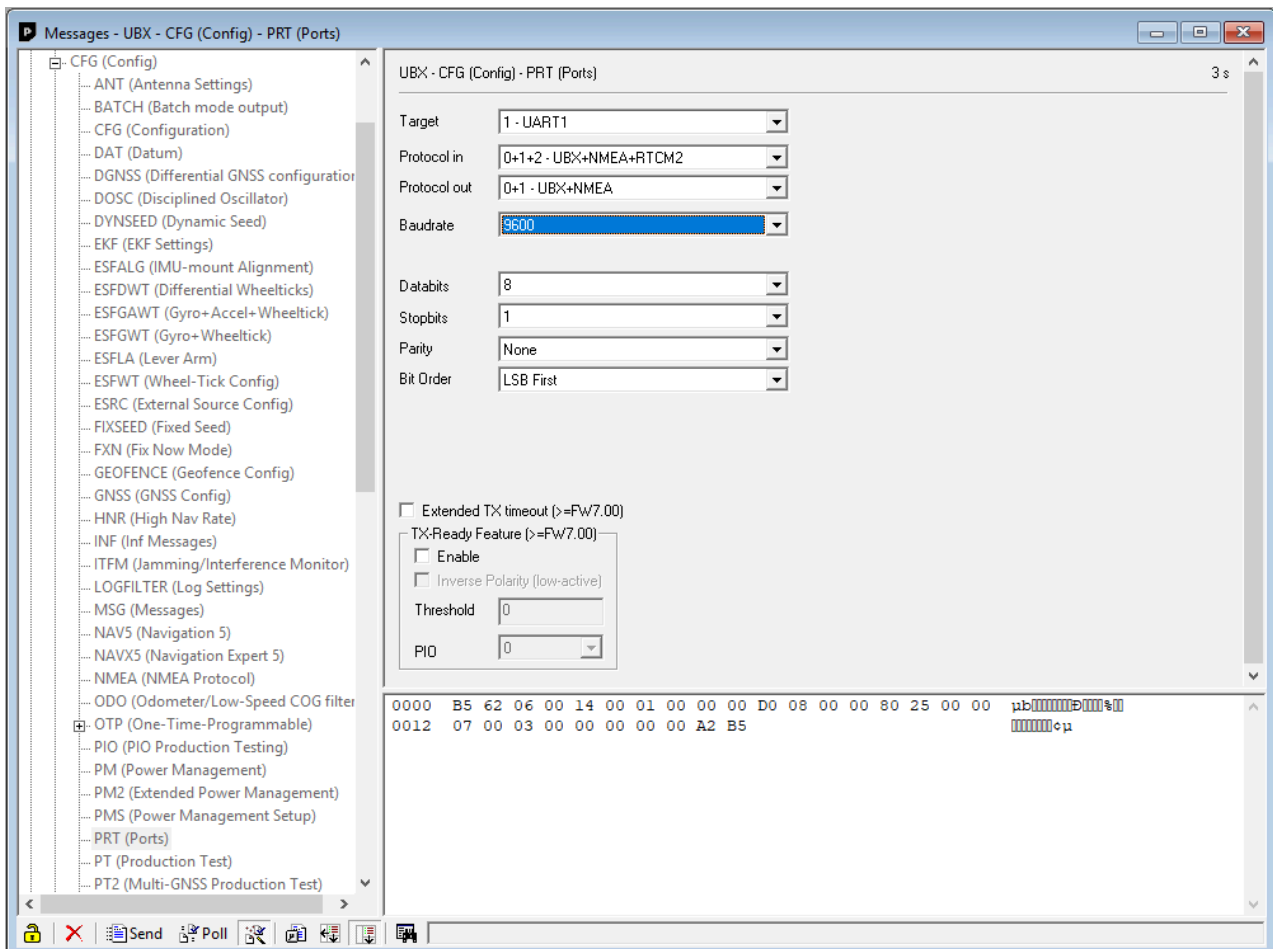 Messages - UBX - CFG (Config) - PRT (Ports)
CFG (Config)
ANT (Antenna Settings)
BATCH (Batch mode output)
CFG (Configuration)
DAT (Datum)
DGNSS (Differential GNSS configuration
DOSC (Disciplined Oscillator)
DYNSEED (Dynamic Seed)
EKF (EKF Settings)
ESFALG (IMU-mount Alignment)
ESFDWT (Differential Wheelticks)
ESFGAWT (Gyro+Accel+Wheeltick)
ESFGWT (Gyro+Wheeltick)
ESFLA (Lever Arm)
ESFWT (Wheel-Tick Config)
ESRC (External Source Config)
FIXSEED (Fixed Seed)
FXN (Fix Now Mode)
GEOFENCE (Geofence Config)
GNSS (GNSS Config)
HNR (High Nav Rate)
INF (Inf Messages)
ITFM (Jamming/Interference Monitor)
LOGFILTER (Log Settings)
MSG (Messages)
NAV5 (Navigation 5)
NAVX5 (Navigation Expert 5)
NMEA (NMEA Protocol)
ODO (Odometer/Low-Speed COG filter
OTP (One-Time-Programmable)
PIO (PIO Production Testing)
PM (Power Management)
PM2 (Extended Power Management)
PMS (Power Management Setup)
PRT (Ports)
PT (Production Test)
PT2 (Multi-GNSS Production Test)
UBX - CFG (Config) - PRT (Ports) 3 s
Target 1 - UART1
Protocol in 0+1+2 - UBX+NMEA+RTCM2
Protocol out 0+1 - UBX+NMEA
Baudrate 9600
Databits 8
Stopbits 1
Parity None
Bit Order LSB First
Extended TX timeout (>=FW7.00)
TX-Ready Feature (>=FW7.00)
Enable
Inverse Polarity (low-active)
Threshold 0
PIO 0
0000 B5 62 06 00 14 00 01 00 00 00 D0 08 00 00 80 25 00 00 µb▯▯▯▯▯▯▯▯Ð▯▯▯▯%▯▯
0012 07 00 03 00 00 00 00 00 A2 B5 ▯▯▯▯▯▯▯▯¢µ
Send Poll